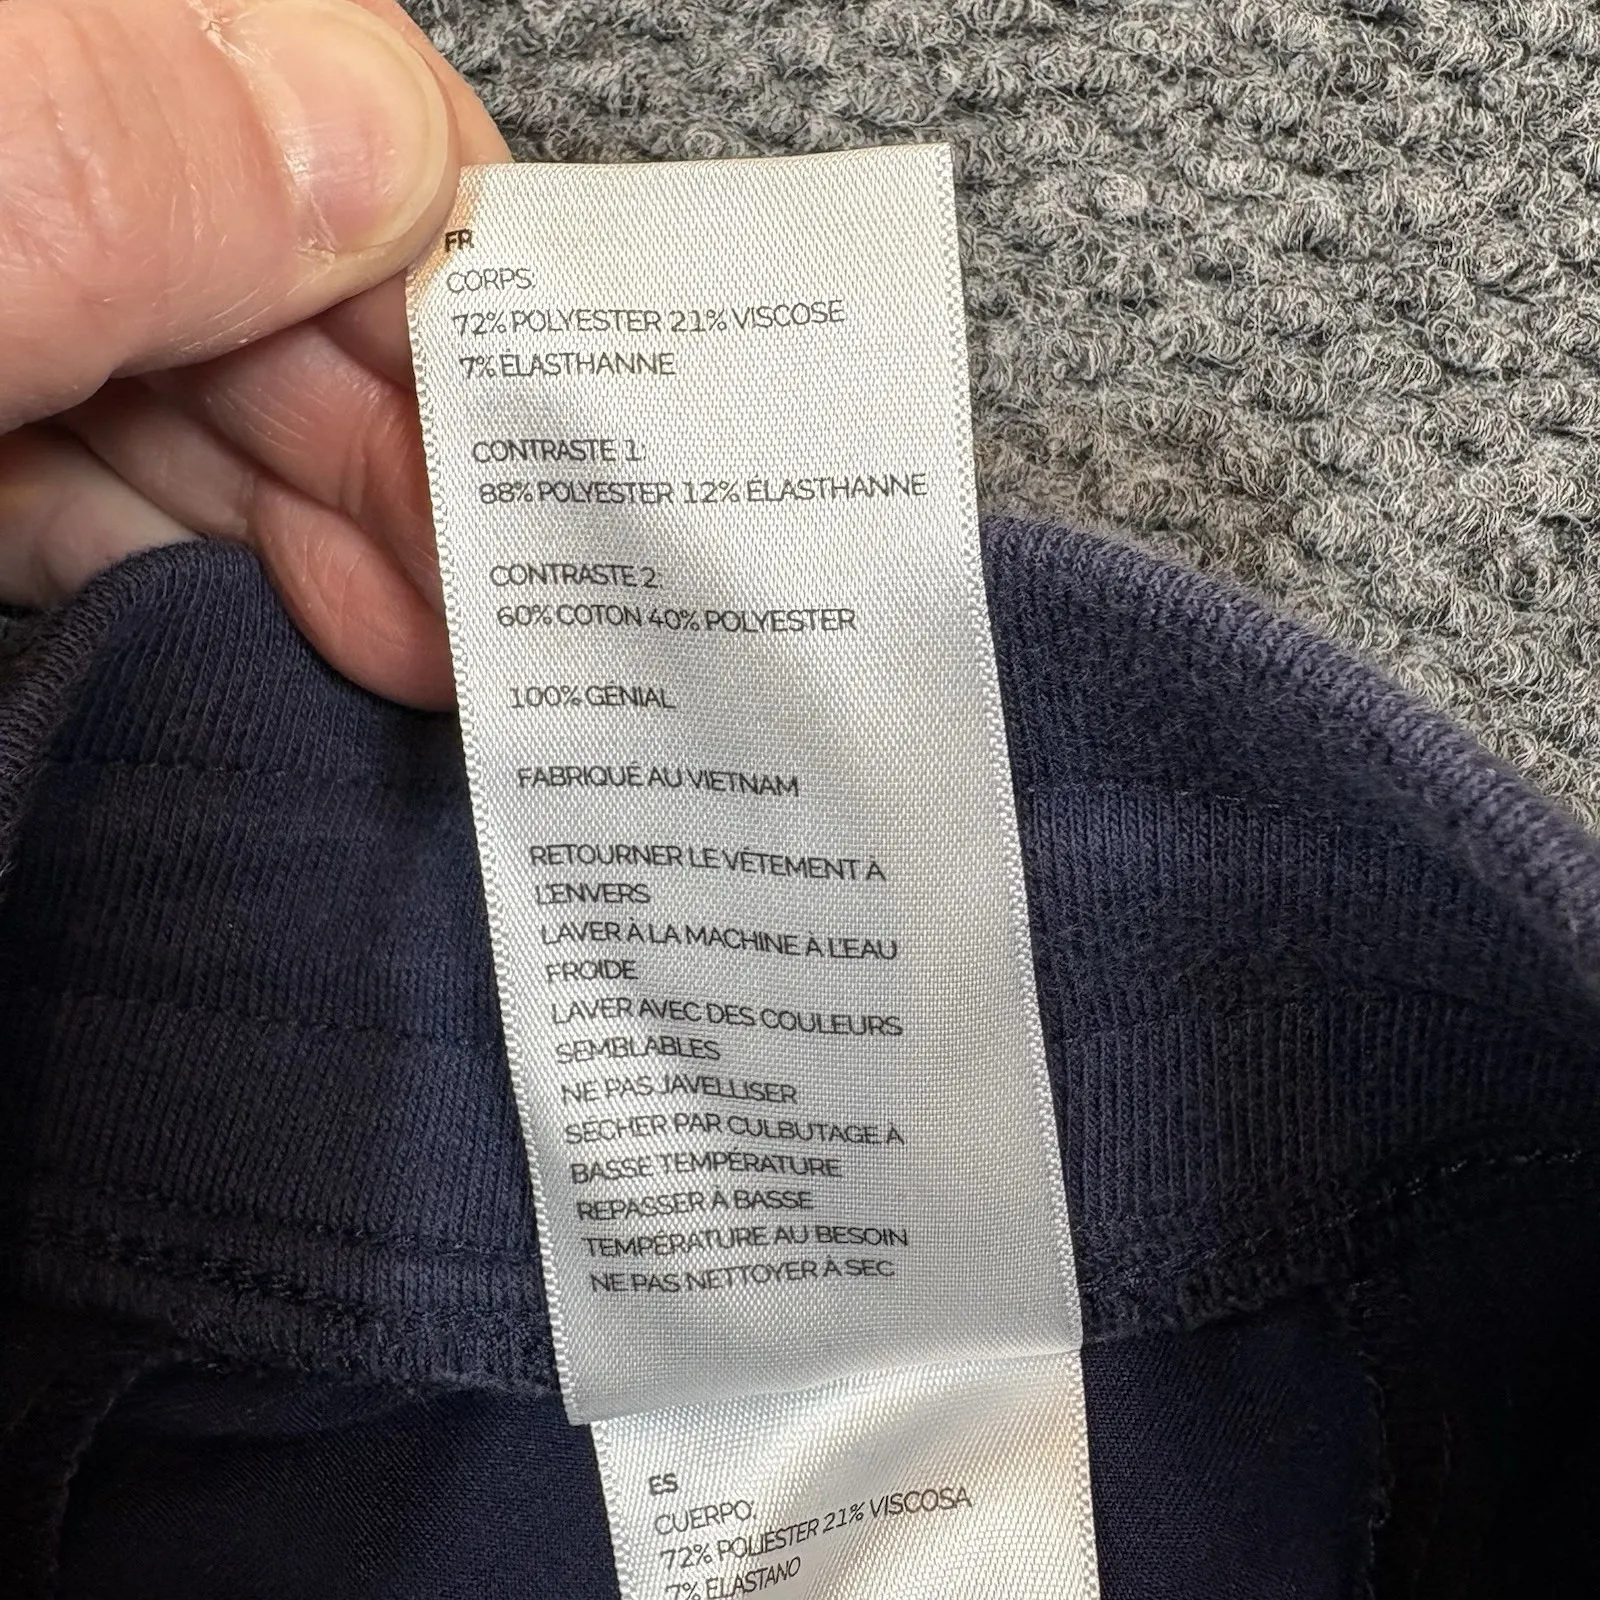 FR
CORPS:
72% POLYESTER 21% VISCOSE
7% ÉLASTHANNE
CONTRASTE 1:
88% POLYESTER 12% ÉLASTHANNE
CONTRASTE 2:
60% COTON 40% POLYESTER
100% GÉNIAL
FABRIQUÉ AU VIETNAM
RETOURNER LE VÊTEMENT À
L'ENVERS
LAVER À LA MACHINE À L'EAU
FROIDE
LAVER AVEC DES COULEURS
SEMBLABLES
NE PAS JAVELLISER
SÉCHER PAR CULBUTAGE À
BASSE TEMPÉRATURE
REPASSER À BASSE
TEMPÉRATURE AU BESOIN
NE PAS NETTOYER À SEC
ES
CUERPO:
72% POLIÉSTER 21% VISCOSA
7% ELASTANO